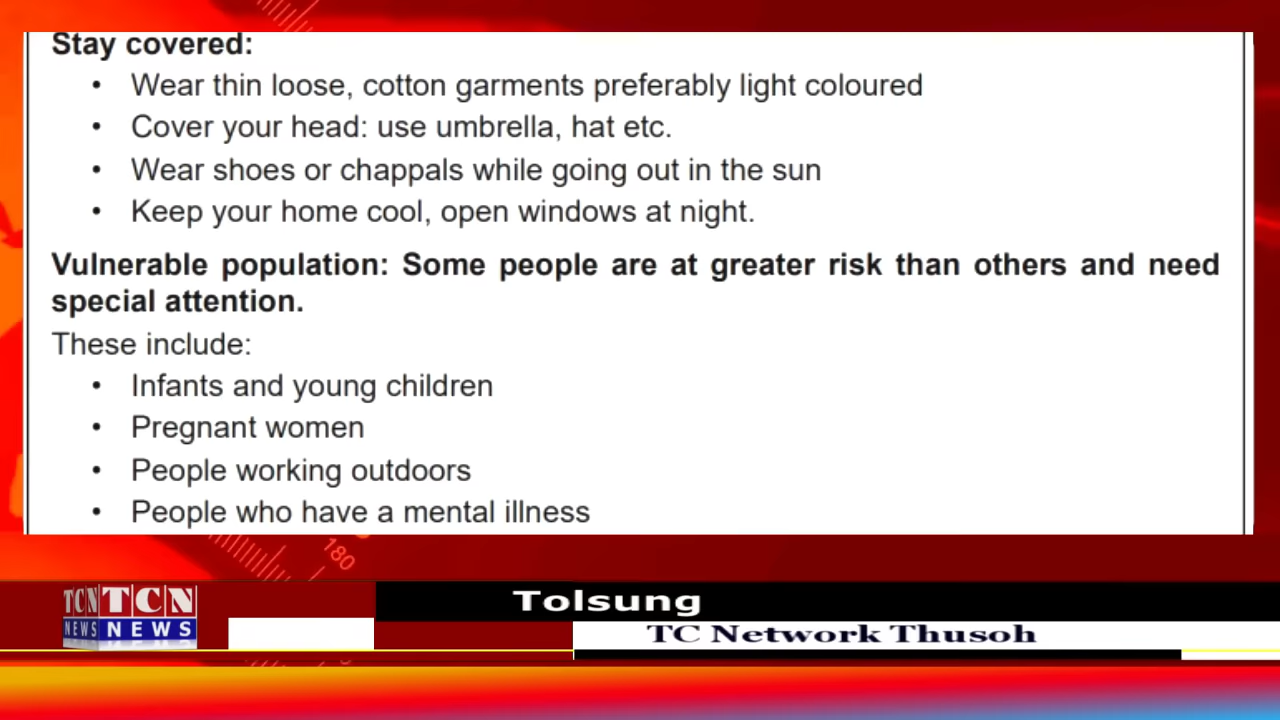 Stay covered:
• Wear thin loose, cotton garments preferably light coloured
• Cover your head: use umbrella, hat etc.
• Wear shoes or chappals while going out in the sun
• Keep your home cool, open windows at night.
Vulnerable population: Some people are at greater risk than others and need
special attention.
These include:
• Infants and young children
• Pregnant women
• People working outdoors
• People who have a mental illness
180
TCN TCN
NEWS NEWS
Tolsung
TC Network Thusoh